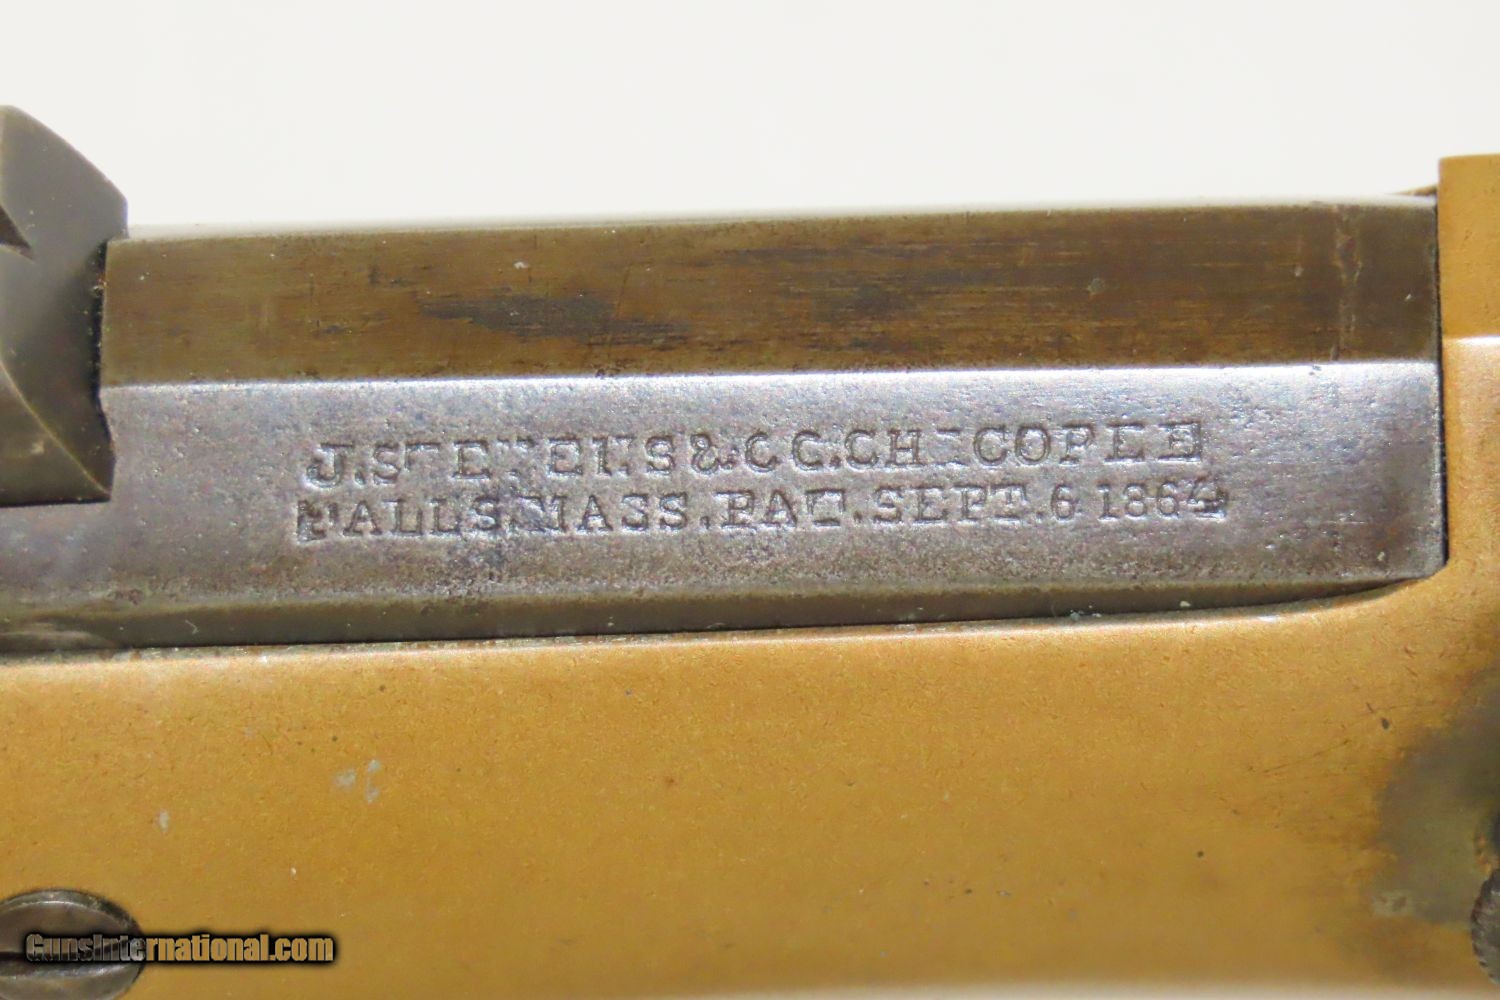 J. STEVENS & CO. CHICOPEE
FALLS. MASS. PAT. SEPT. 6 1864
GunsInternational.com